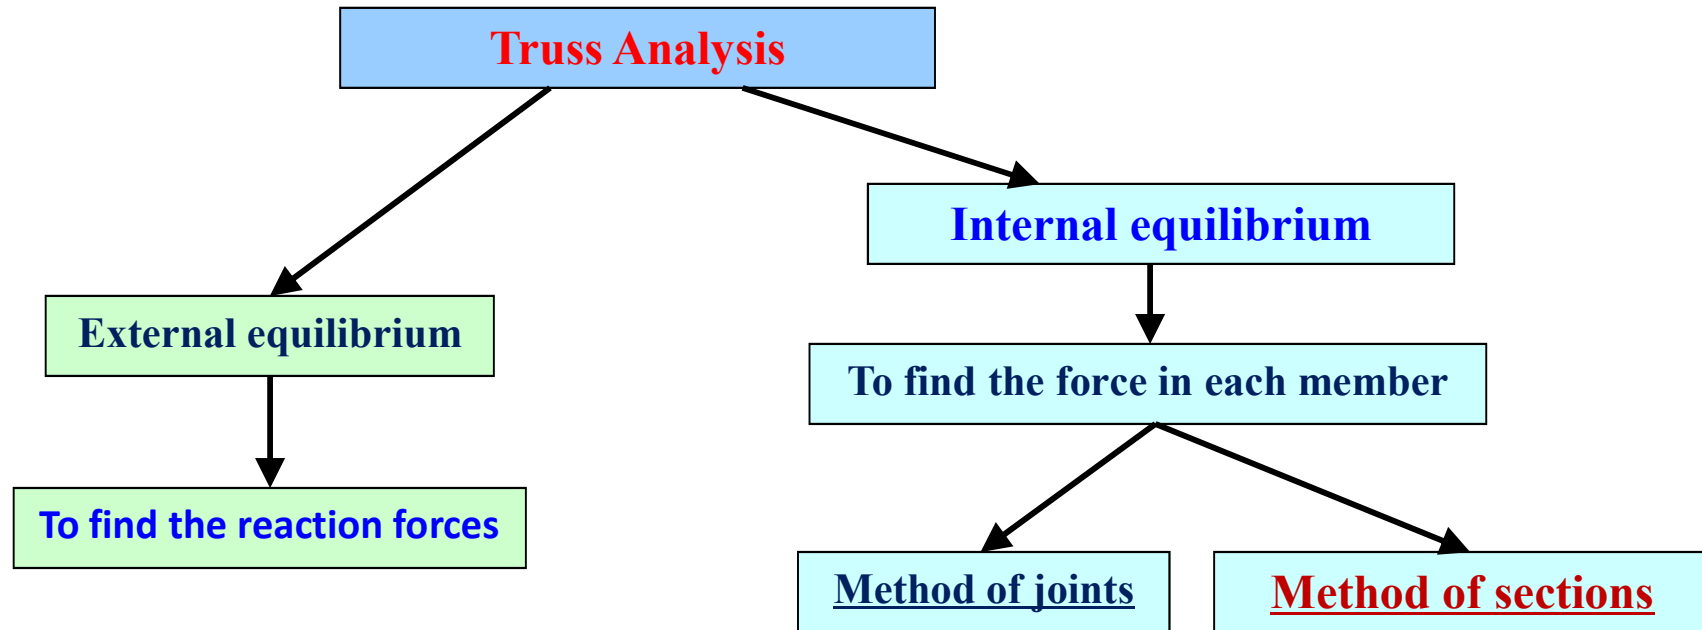 Truss Analysis
Internal equilibrium
External equilibrium
To find the force in each member
To find the reaction forces
Method of joints
Method of sections